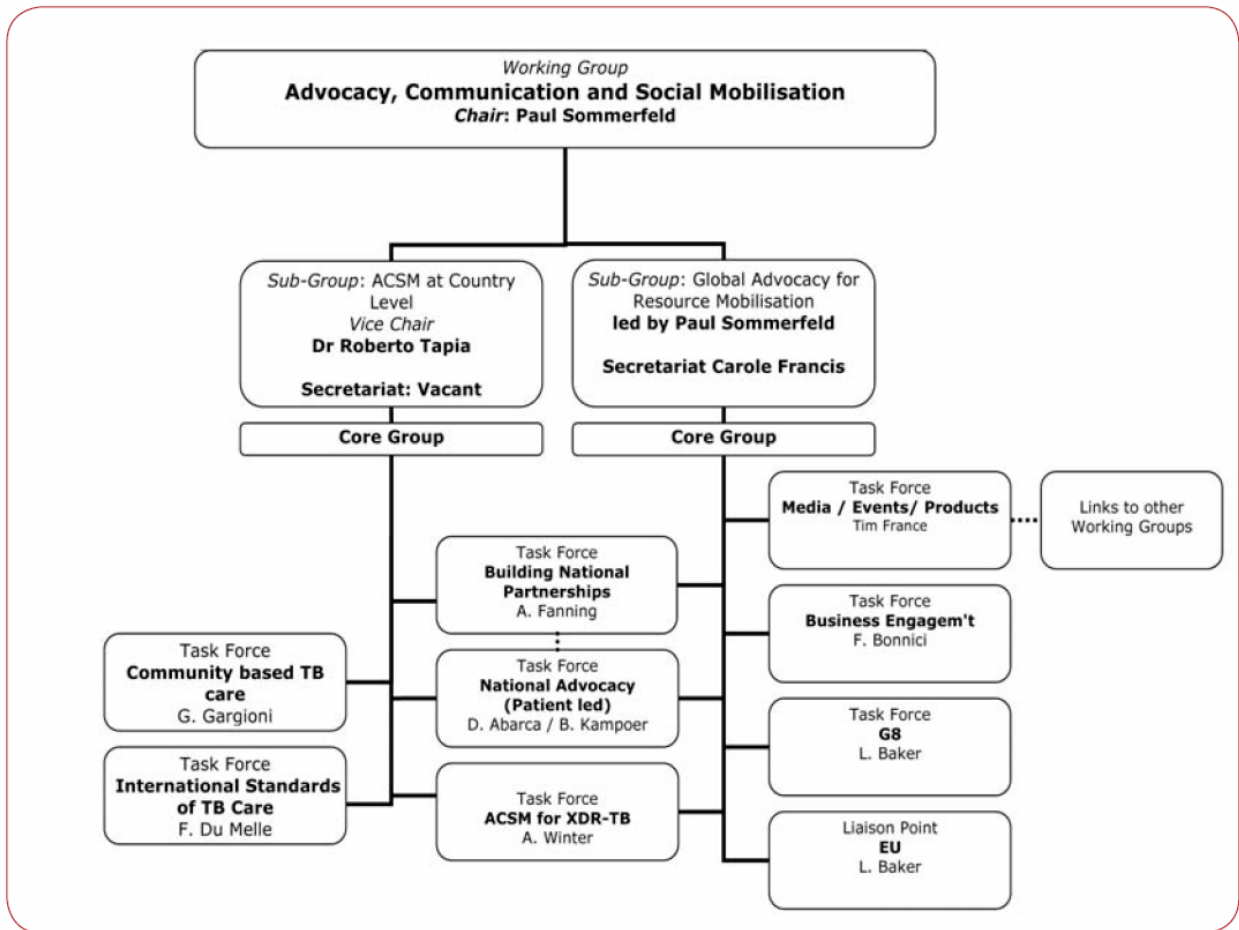 Working Group
Advocacy, Communication and Social Mobilisation
Chair: Paul Sommerfeld
Sub-Group: ACSM at Country
Level
Vice Chair
Dr Roberto Tapia
Secretariat: Vacant
Sub-Group: Global Advocacy for
Resource Mobilisation
led by Paul Sommerfeld
Secretariat Carole Francis
Core Group
Core Group
Task Force
Media / Events/ Products
Tim France
Links to other
Working Groups
Task Force
Building National
Partnerships
A. Fanning
Task Force
Business Engagem't
F. Bonnici
Task Force
Community based TB
care
G. Gargioni
Task Force
National Advocacy
(Patient led)
D. Abarca / B. Kampoer
Task Force
G8
L. Baker
Task Force
International Standards
of TB Care
F. Du Melle
Task Force
ACSM for XDR-TB
A. Winter
Liaison Point
EU
L. Baker